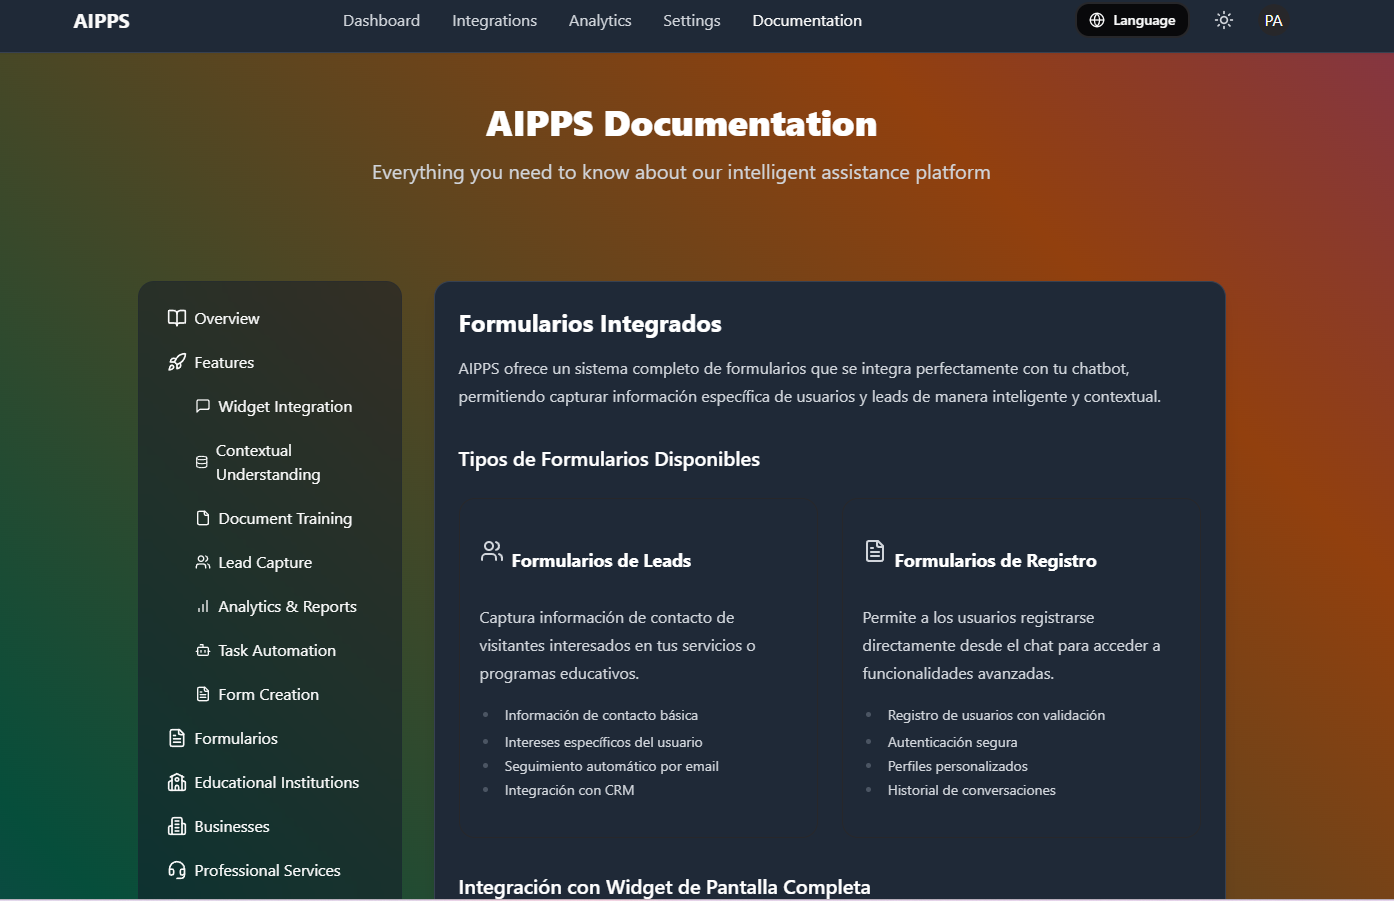 AIPPS
Dashboard
Integrations
Analytics
Settings
Documentation
Language
PA
AIPPS Documentation
Everything you need to know about our intelligent assistance platform
Overview
Features
Widget Integration
Contextual
Understanding
Document Training
Lead Capture
Analytics & Reports
Task Automation
Form Creation
Formularios
Educational Institutions
Businesses
Professional Services
Formularios Integrados
AIPPS ofrece un sistema completo de formularios que se integra perfectamente con tu chatbot,
permitiendo capturar información específica de usuarios y leads de manera inteligente y contextual.
Tipos de Formularios Disponibles
Formularios de Leads
Captura información de contacto de
visitantes interesados en tus servicios o
programas educativos.
Información de contacto básica
Intereses específicos del usuario
Seguimiento automático por email
Integración con CRM
Formularios de Registro
Permite a los usuarios registrarse
directamente desde el chat para acceder a
funcionalidades avanzadas.
Registro de usuarios con validación
Autenticación segura
Perfiles personalizados
Historial de conversaciones
Integración con Widget de Pantalla Completa